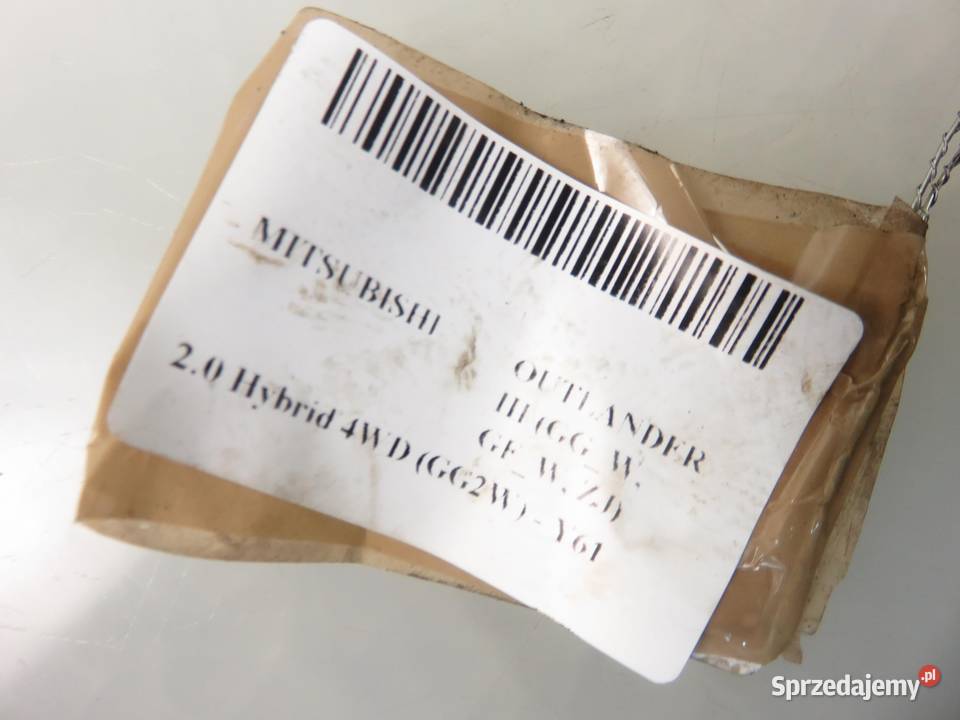 MITSUBISHI
OUTLANDER
III (GG_W,
GF_W, ZJ)
2.0 Hybrid 4WD (GG2W) - Y61
Sprzedajemy.pl